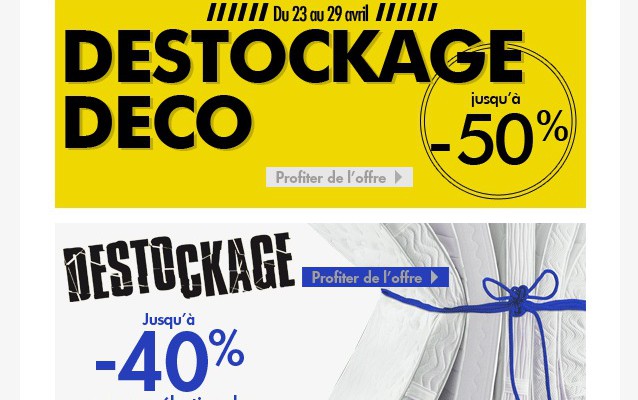 Du 23 au 29 avril
DESTOCKAGE
DECO
jusqu'à
-50%
Profiter de l'offre
DESTOCKAGE
Profiter de l'offre
Jusqu'à
-40%